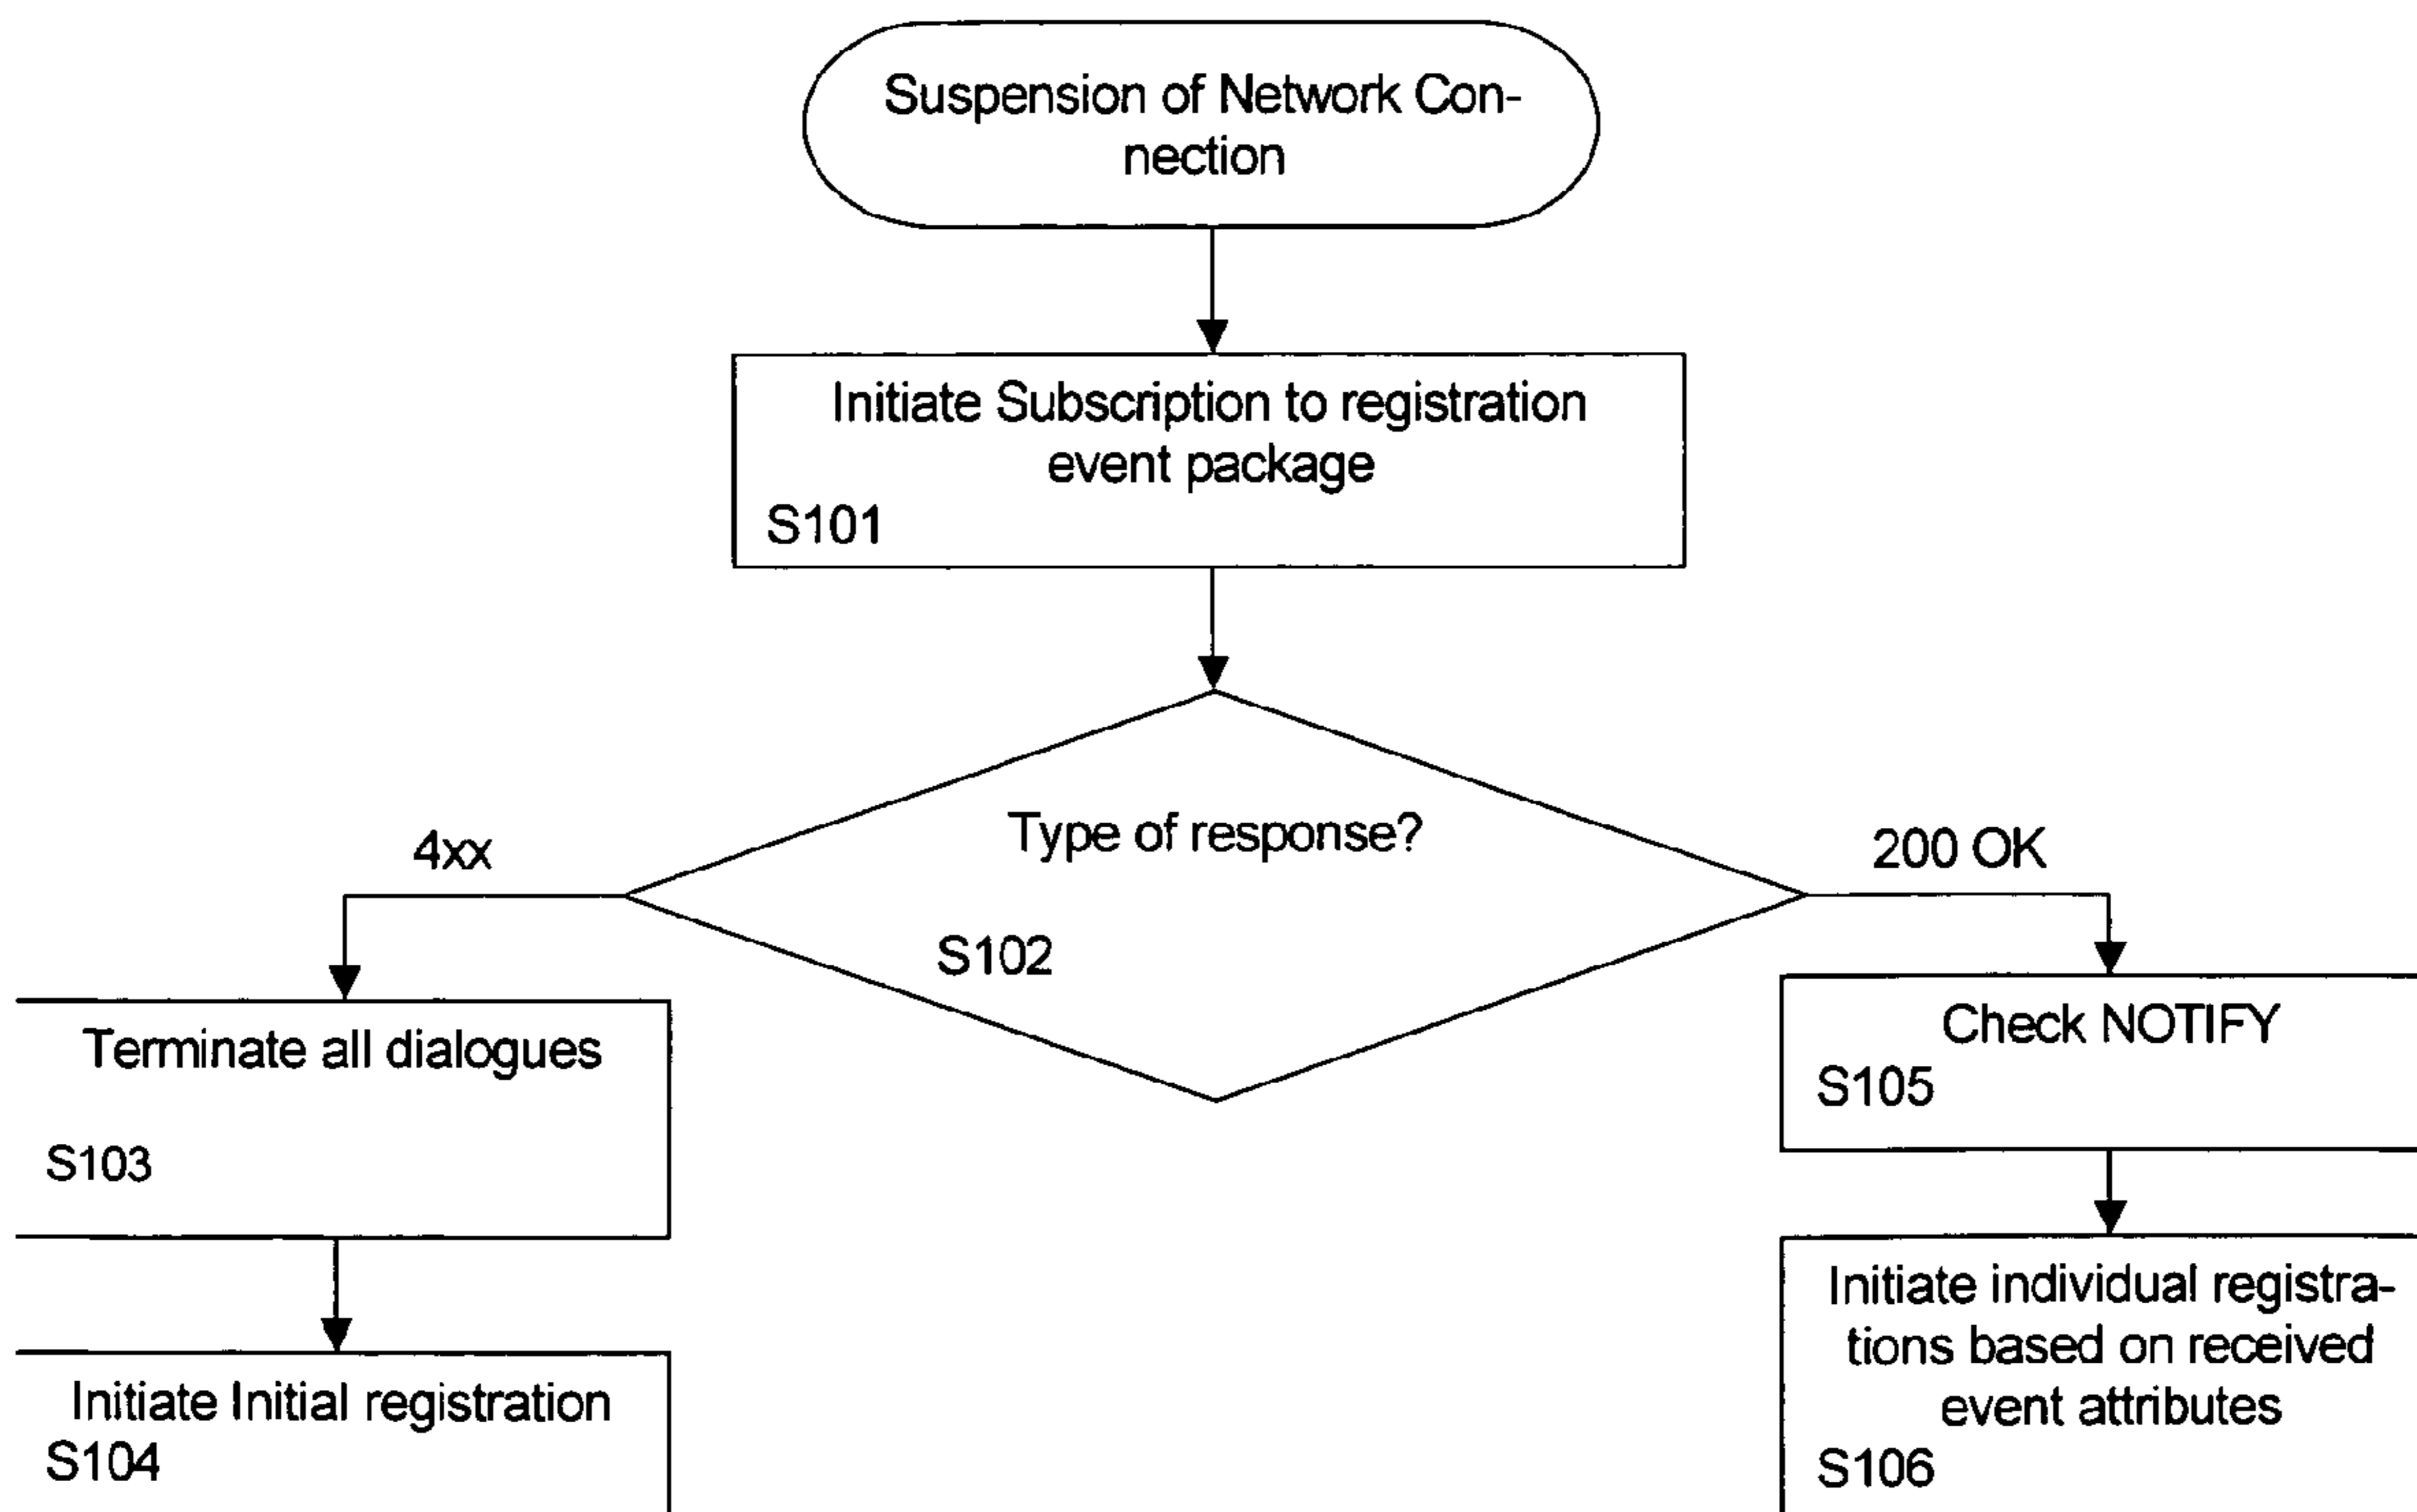 Suspension of Network Con-
nection
Initiate Subscription to registration
event package
S101
Type of response?
S102
4xx
200 OK
Terminate all dialogues
S103
Initiate Initial registration
S104
Check NOTIFY
S105
Initiate individual registra-
tions based on received
event attributes
S106